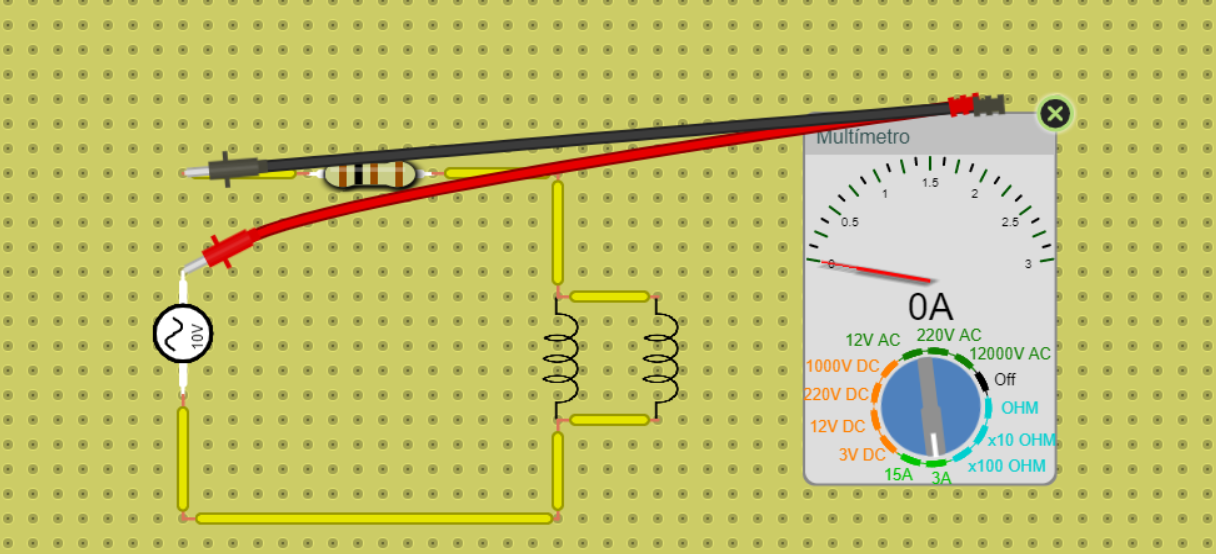 Multímetro
0
0.5
1
1.5
2
2.5
3
0A
12V AC
220V AC
12000V AC
1000V DC
Off
220V DC
OHM
12V DC
x10 OHM
3V DC
x100 OHM
15A
3A
10V